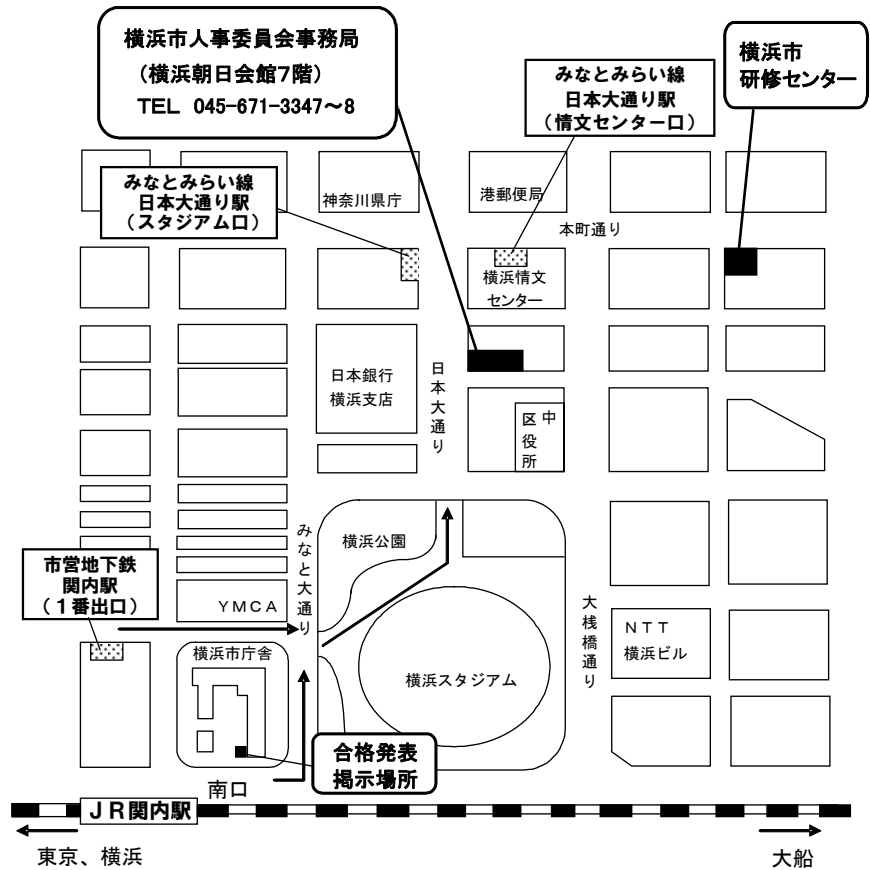 横浜市人事委員会事務局
(横浜朝日会館7階)
TEL 045-671-3347～8
みなとみらい線
日本大通り駅
(情文センター口)
横浜市
研修センター
みなとみらい線
日本大通り駅
(スタジアム口)
神奈川県庁
港郵便局
本町通り
横浜情文
センター
日本銀行
横浜支店
日本大通り
中
区役所
みなと大通り
横浜公園
市営地下鉄
関内駅
(1番出口)
YMCA
大桟橋通り
NTT
横浜ビル
横浜市庁舎
横浜スタジアム
合格発表
掲示場所
南口
JR関内駅
東京、横浜
大船